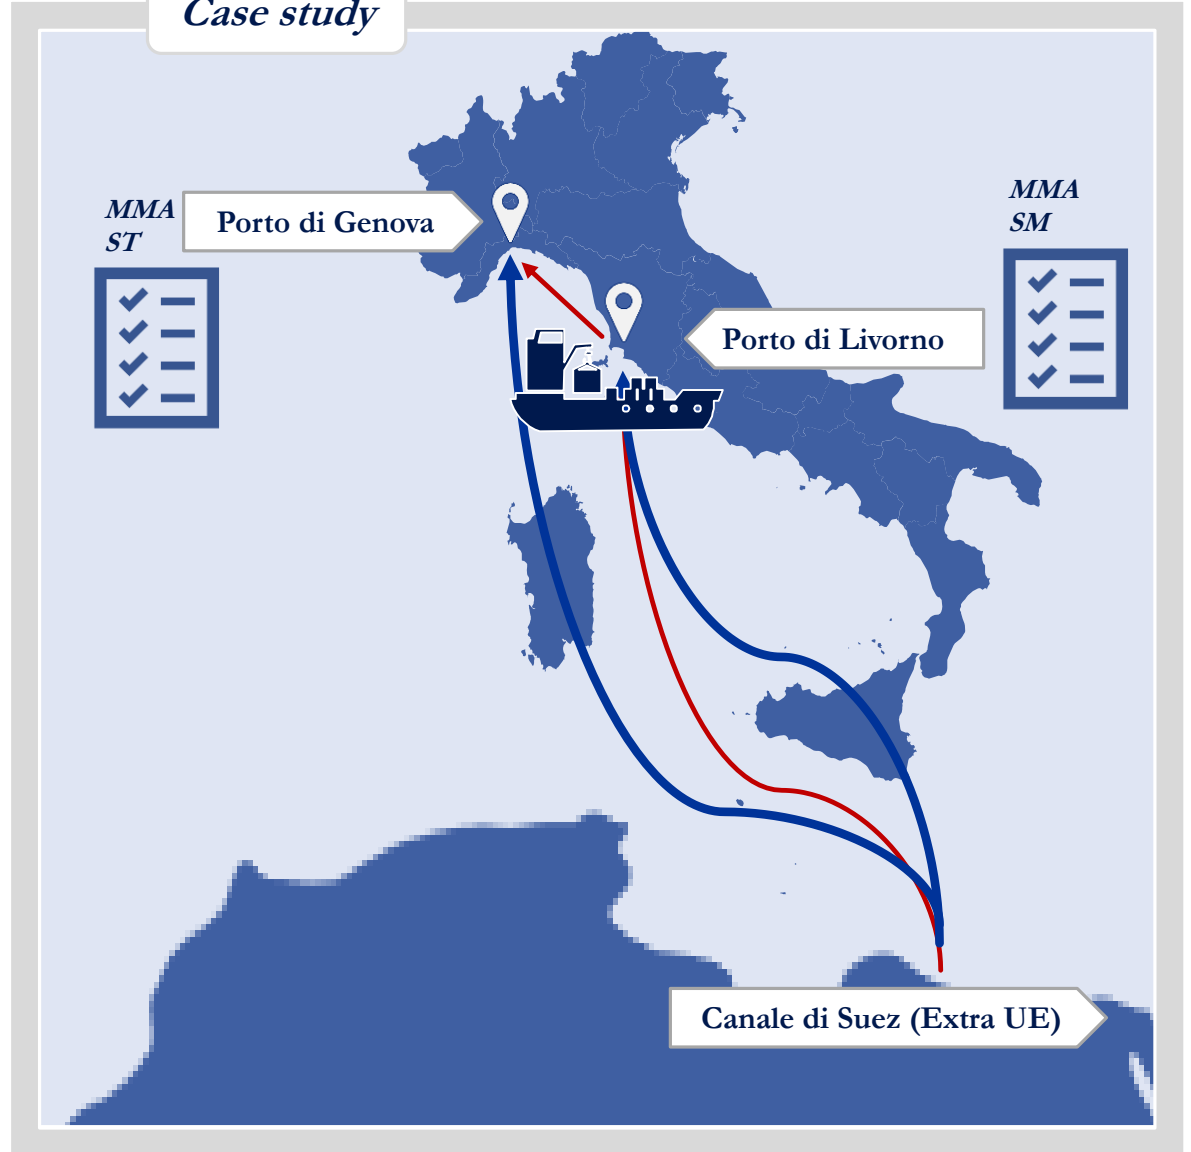 Case study
MMA
ST
Porto di Genova
MMA
SM
Porto di Livorno
Canale di Suez (Extra UE)